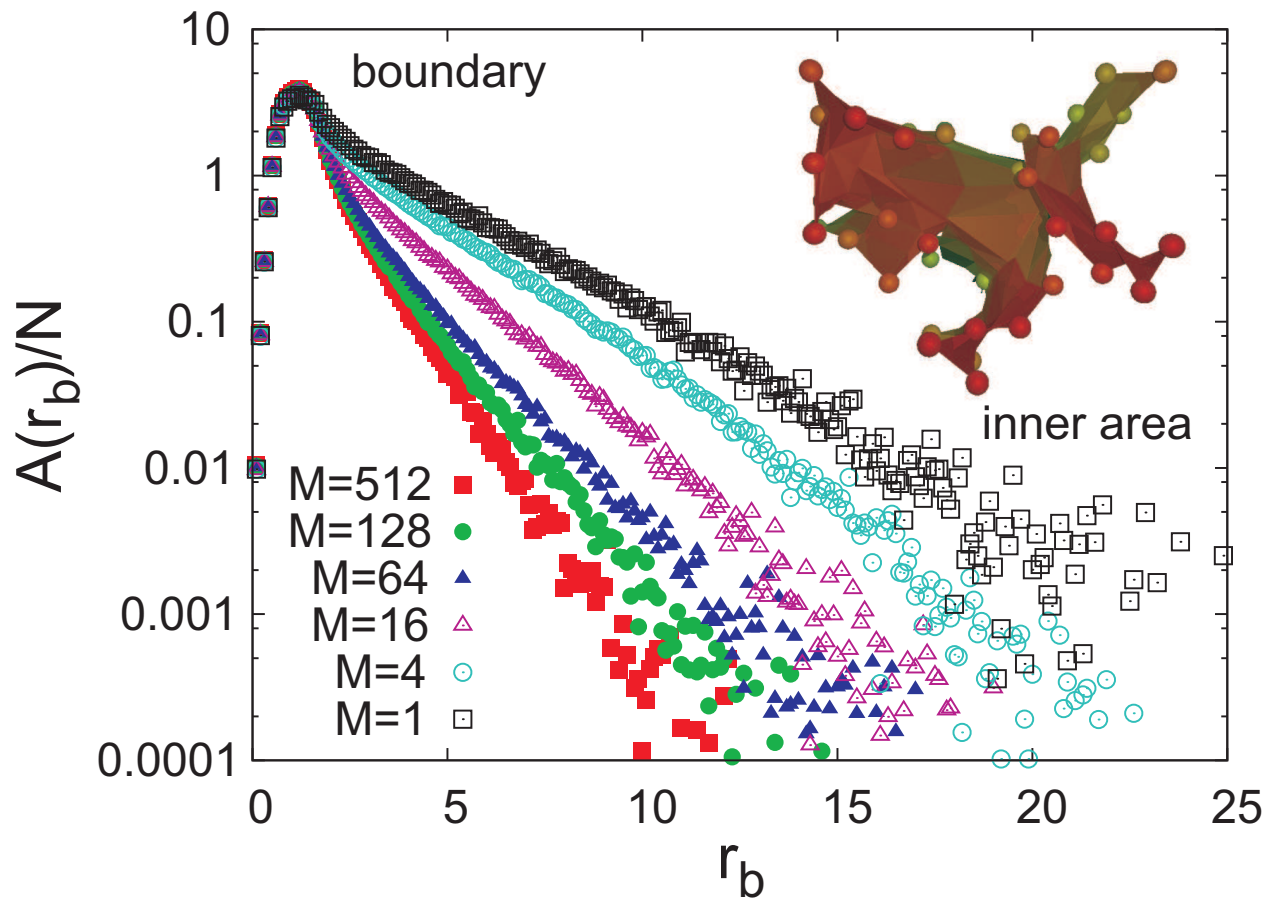 10
boundary
1
A(r_b)/N
0.1
inner area
0.01
M=512
M=128
0.001
M=64
M=16
M=4
M=1
0.0001
0 5 10 15 20 25
r_b